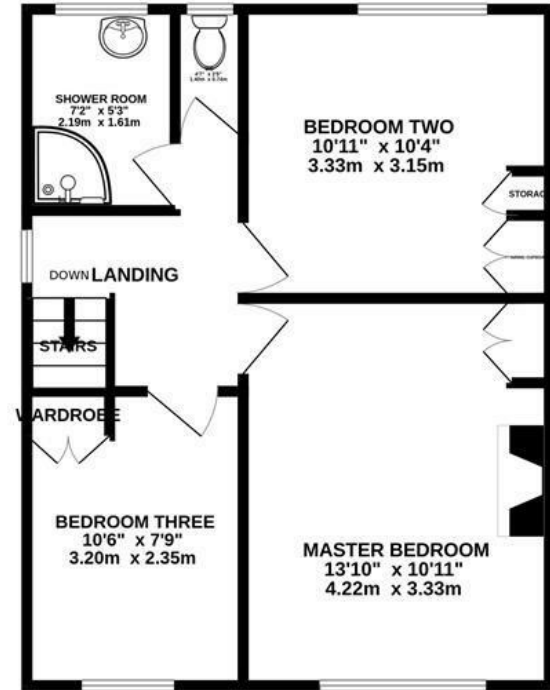 SHOWER ROOM
7'2" x 5'3"
2.19m x 1.61m
BEDROOM TWO
10'11" x 10'4"
3.33m x 3.15m
STORAG
DOWN
LANDING
STAIRS
WARDROBE
BEDROOM THREE
10'6" x 7'9"
3.20m x 2.35m
MASTER BEDROOM
13'10" x 10'11"
4.22m x 3.33m